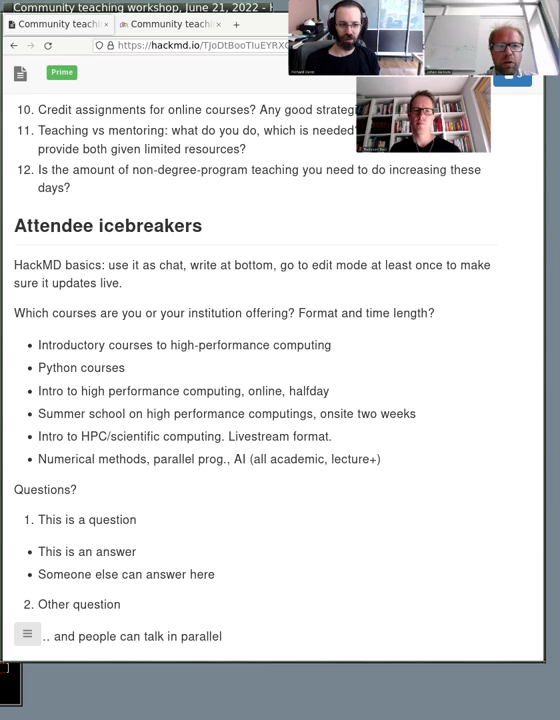 Community teaching workshop, June 21, 2022 - H
Community teachin ×
Community teachin ×
https://hackmd.io/TJoDtBooTIuEYRXC
Prime
10. Credit assignments for online courses? Any good
11. Teaching vs mentoring: what do you do, which is needed?
provide both given limited resources?
12. Is the amount of non-degree-program teaching you need to do increasing these
days?
Attendee icebreakers
HackMD basics: use it as chat, write at bottom, go to edit mode at least once to make
sure it updates live.
Which courses are you or your institution offering? Format and time length?
• Introductory courses to high-performance computing
• Python courses
• Intro to high performance computing, online, halfday
• Summer school on high performance computings, onsite two weeks
• Intro to HPC/scientific computing. Livestream format.
• Numerical methods, parallel prog., AI (all academic, lecture+)
Questions?
1. This is a question
• This is an answer
• Someone else can answer here
2. Other question
.. and people can talk in parallel